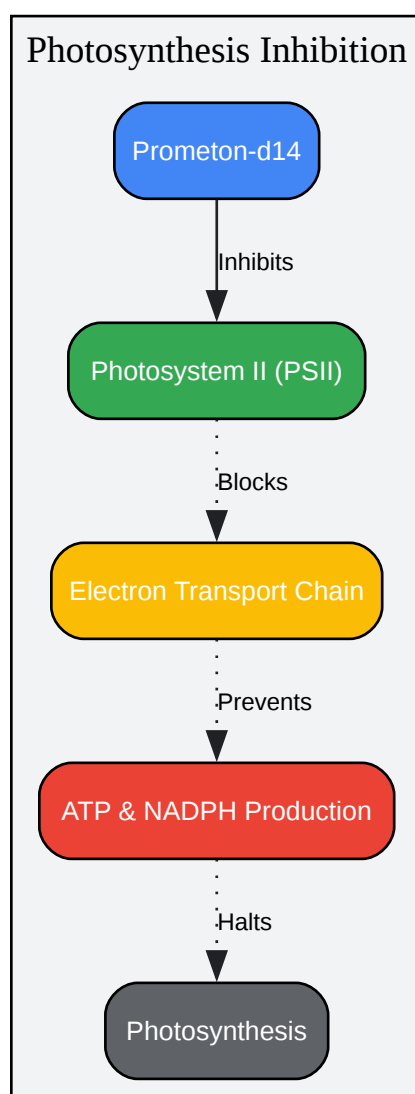 Photosynthesis Inhibition
Prometon-d14
Inhibits
Photosystem II (PSII)
Blocks
Electron Transport Chain
Prevents
ATP & NADPH Production
Halts
Photosynthesis